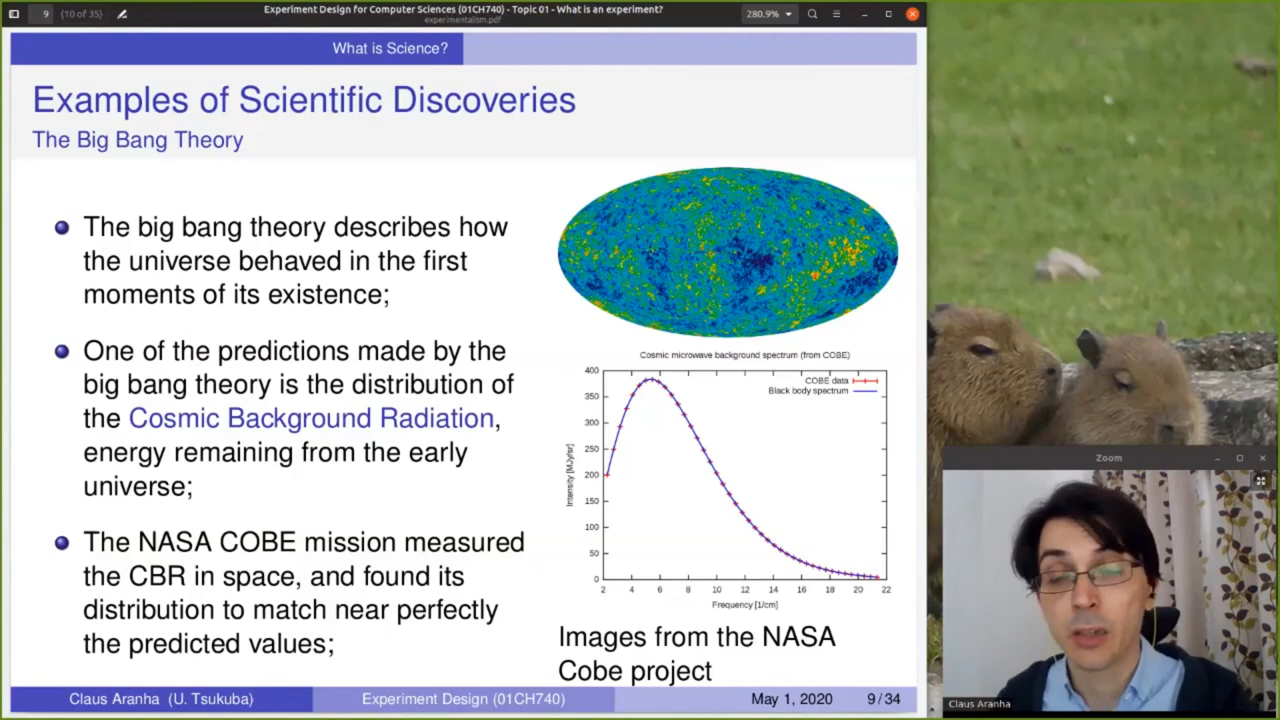 9 (10 of 35)
Experiment Design for Computer Sciences (01CH740) - Topic 01 - What is an experiment?
experimentalism.pdf
280.9%
What is Science?
Examples of Scientific Discoveries
The Big Bang Theory
The big bang theory describes how
the universe behaved in the first
moments of its existence;
One of the predictions made by the
big bang theory is the distribution of
the Cosmic Background Radiation,
energy remaining from the early
universe;
The NASA COBE mission measured
the CBR in space, and found its
distribution to match near perfectly
the predicted values;
Cosmic microwave background spectrum (from COBE)
COBE data
Black body spectrum
400
350
300
250
200
150
100
50
0
Intensity [MJy/sr]
2 4 6 8 10 12 14 16 18 20 22
Frequency [1/cm]
Images from the NASA
Cobe project
Claus Aranha (U. Tsukuba) Experiment Design (01CH740) May 1, 2020 9 / 34
Zoom
Claus Aranha